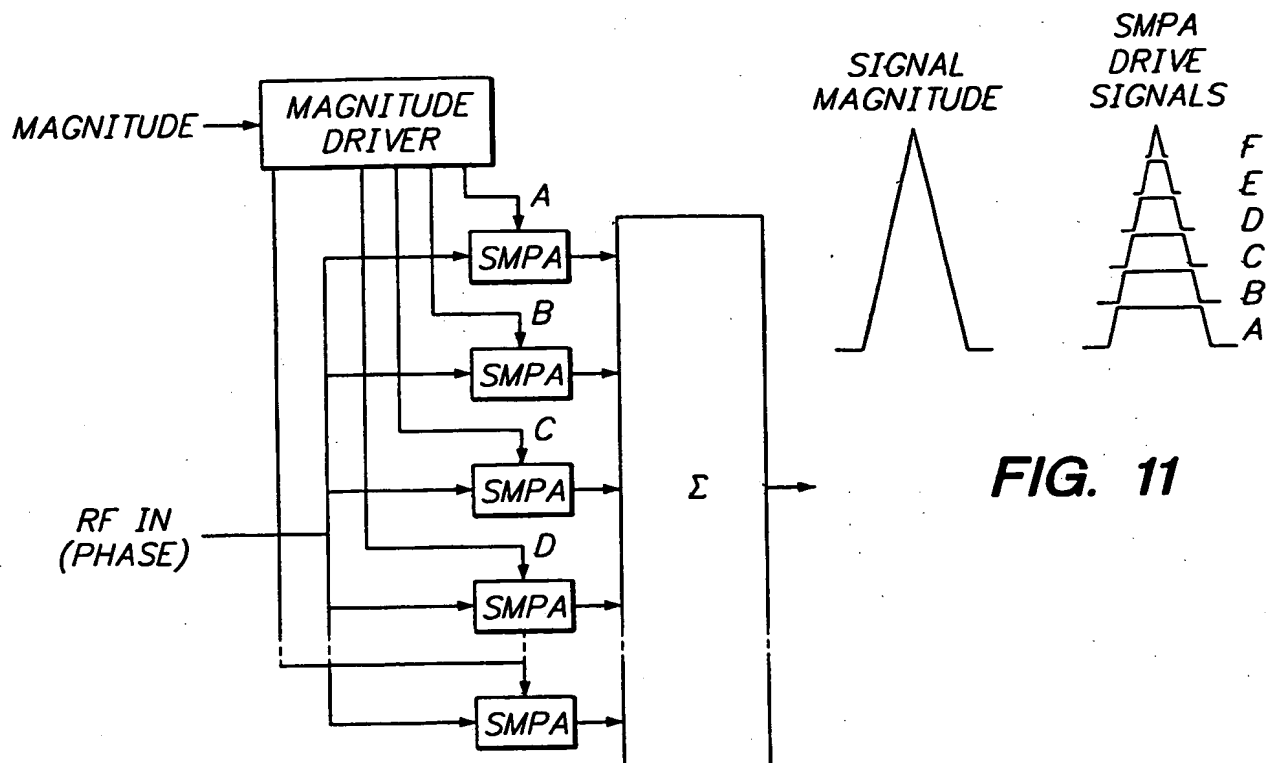 MAGNITUDE
MAGNITUDE
DRIVER
A
SMPA
B
SMPA
C
SMPA
RF IN
(PHASE)
D
SMPA
SMPA
Σ
SIGNAL
MAGNITUDE
SMPA
DRIVE
SIGNALS
F
E
D
C
B
A
FIG. 11